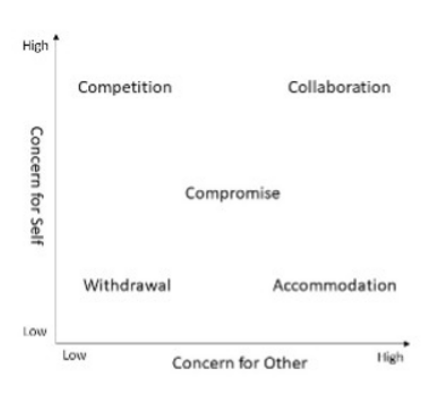 High
Competition
Collaboration
Concern for Self
Compromise
Withdrawal
Accommodation
Low
Low
Concern for Other
High